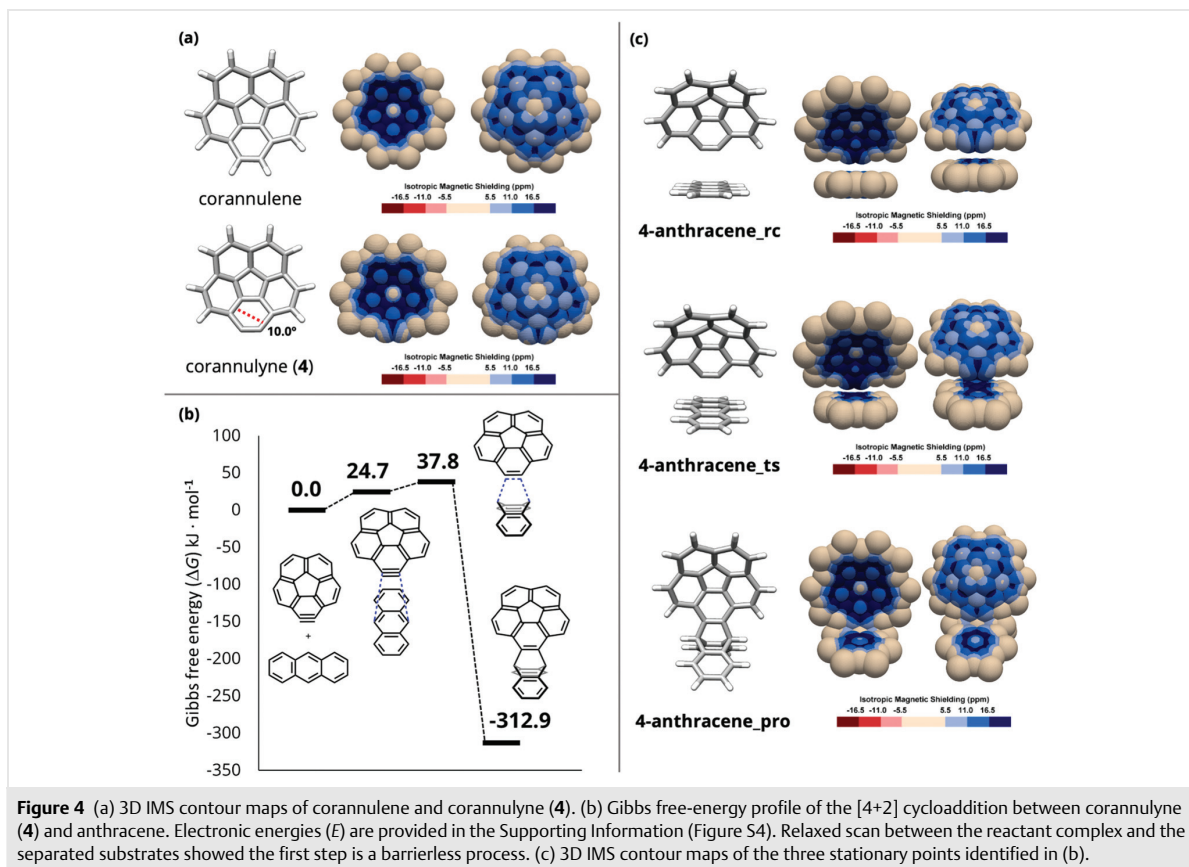 (a)
corannulene
Isotropic Magnetic Shielding (ppm)
-16.5 -11.0 -5.5 5.5 11.0 16.5
10.0°
corannulyne (4)
Isotropic Magnetic Shielding (ppm)
-16.5 -11.0 -5.5 5.5 11.0 16.5
(b)
Gibbs free energy (ΔG) kJ · mol⁻¹
100
50
0
-50
-100
-150
-200
-250
-300
-350
0.0
24.7
37.8
-312.9
+
(c)
Isotropic Magnetic Shielding (ppm)
-16.5 -11.0 -5.5 5.5 11.0 16.5
4-anthracene_rc
Isotropic Magnetic Shielding (ppm)
-16.5 -11.0 -5.5 5.5 11.0 16.5
4-anthracene_ts
Isotropic Magnetic Shielding (ppm)
-16.5 -11.0 -5.5 5.5 11.0 16.5
4-anthracene_pro
Figure 4 (a) 3D IMS contour maps of corannulene and corannulyne (4). (b) Gibbs free-energy profile of the [4+2] cycloaddition between corannulyne
(4) and anthracene. Electronic energies (E) are provided in the Supporting Information (Figure S4). Relaxed scan between the reactant complex and the
separated substrates showed the first step is a barrierless process. (c) 3D IMS contour maps of the three stationary points identified in (b).